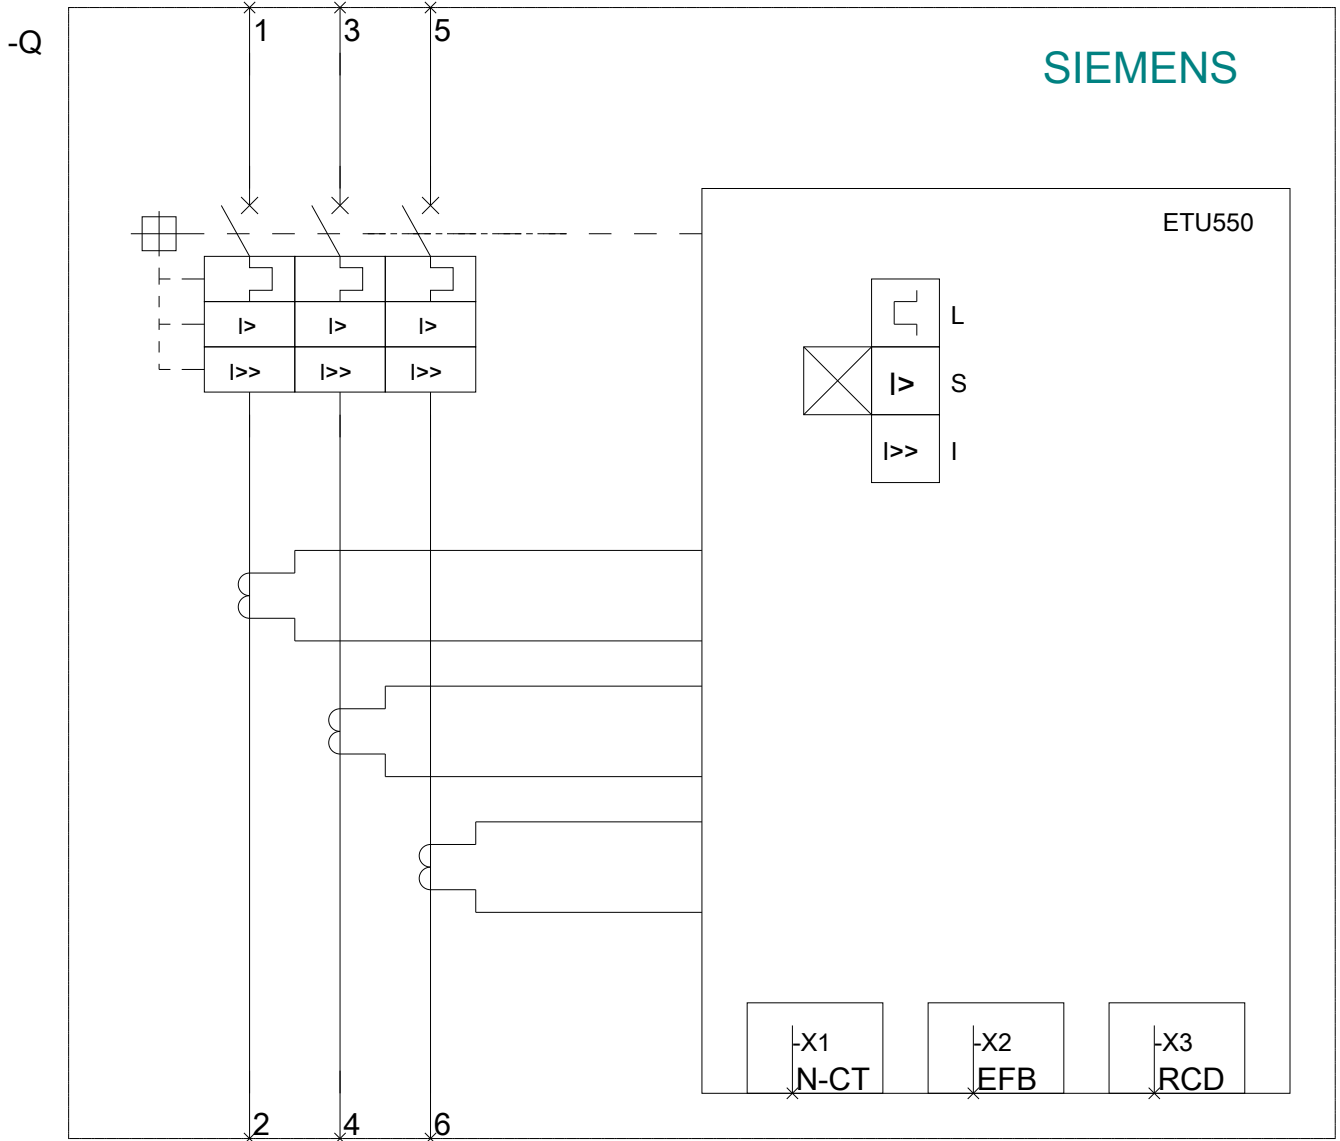 1 3 5
-Q
SIEMENS
ETU550
L
I> I> I>
I>> I>> I>>
I> S
I>> I
-X1 -X2 -X3
N-CT EFB RCD
2 4 6